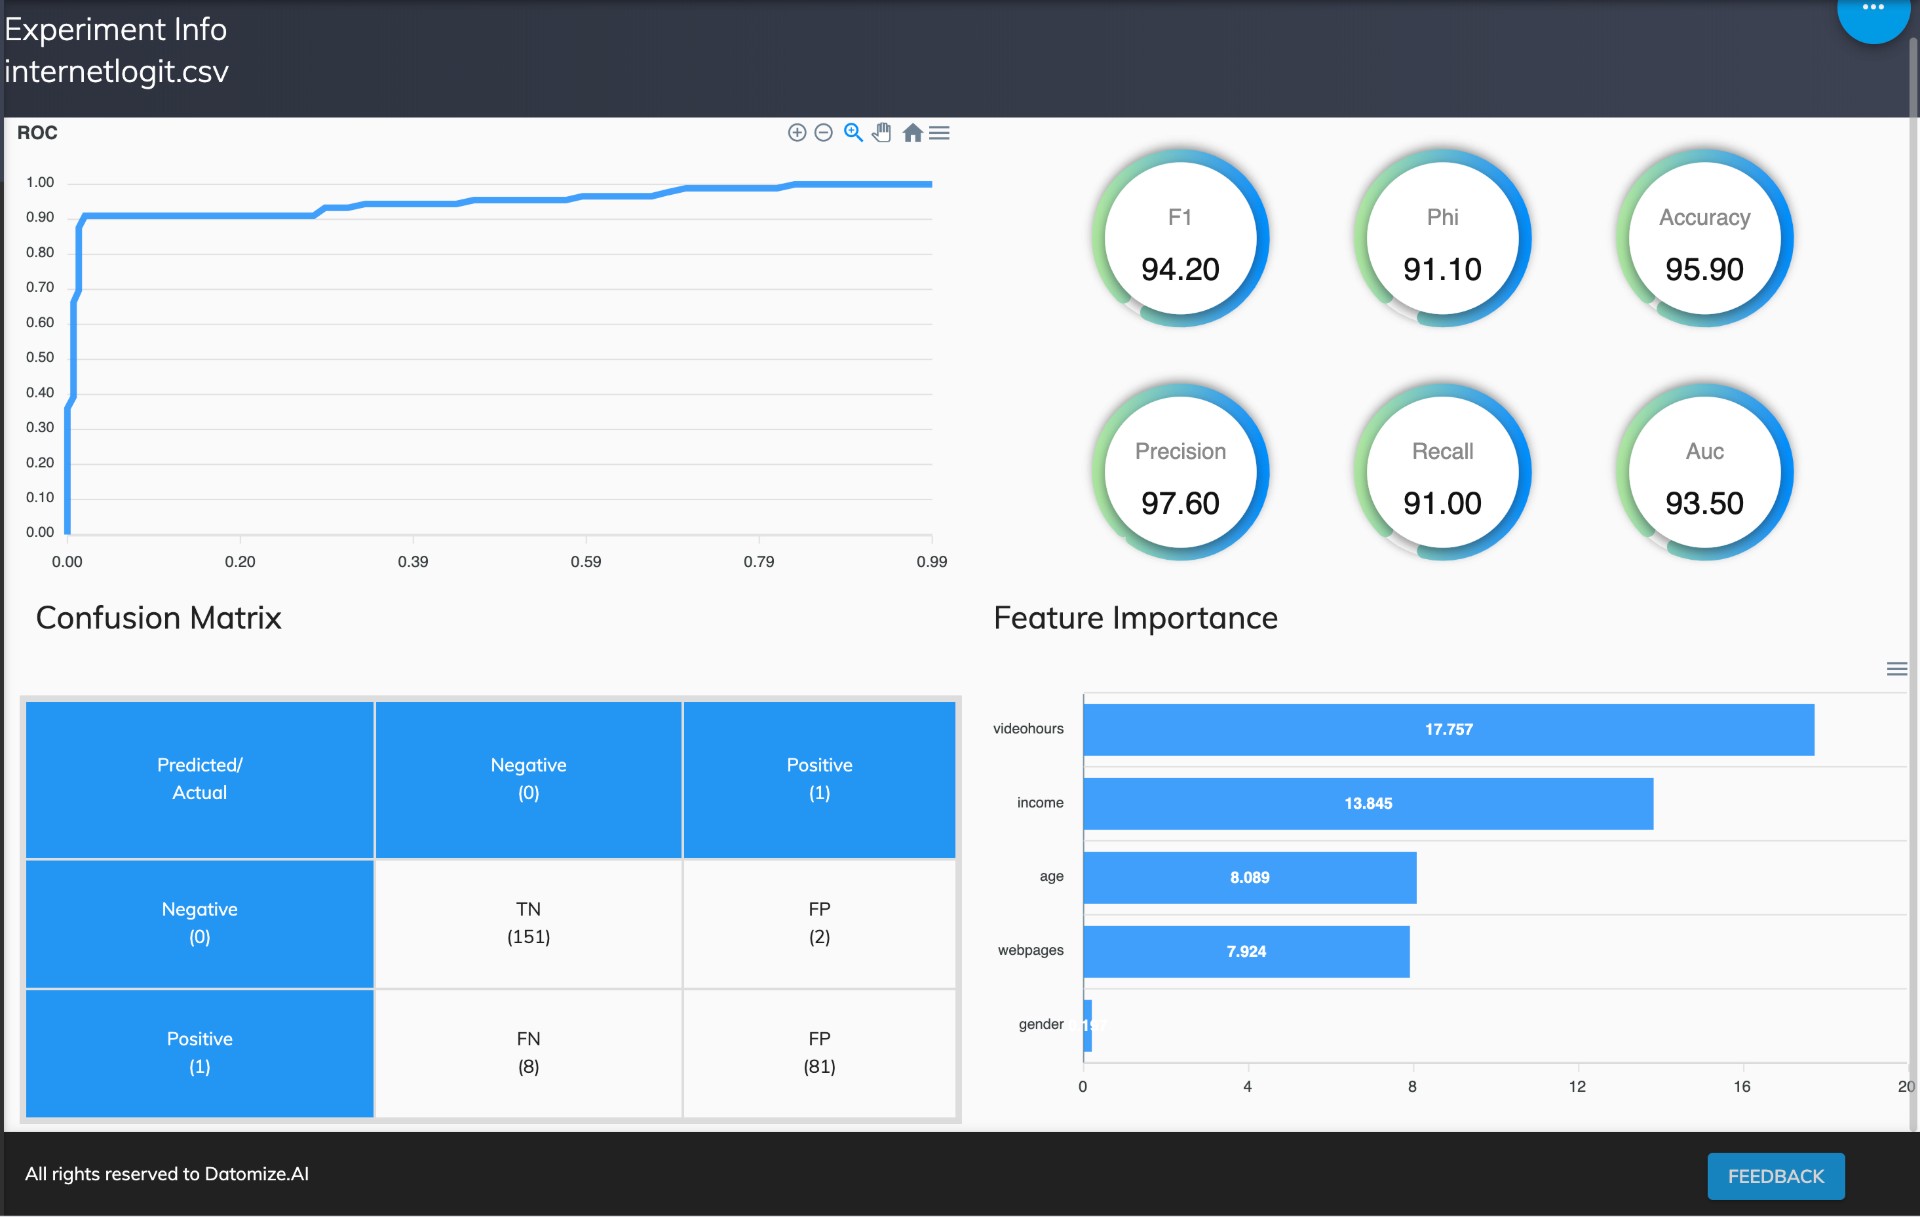 Experiment Info
internetlogit.csv
ROC
1.00
0.90
0.80
0.70
0.60
0.50
0.40
0.30
0.20
0.10
0.00
0.00 0.20 0.39 0.59 0.79 0.99
F1
94.20
Phi
91.10
Accuracy
95.90
Precision
97.60
Recall
91.00
Auc
93.50
Confusion Matrix
Predicted/
Actual
Negative
(0)
Positive
(1)
Negative
(0)
TN
(151)
FP
(2)
Positive
(1)
FN
(8)
FP
(81)
Feature Importance
videohours 17.757
income 13.845
age 8.089
webpages 7.924
gender
0 4 8 12 16 20
All rights reserved to Datomize.AI
FEEDBACK